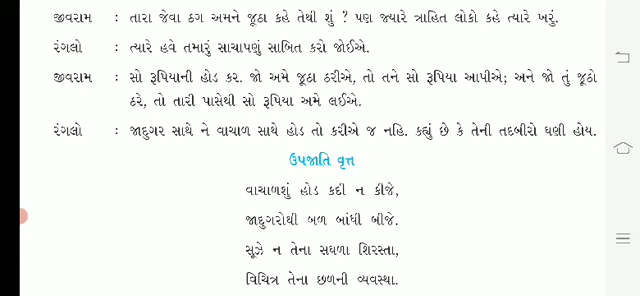 જીવરામ : તારા જેવા ઠગ અમને જૂઠા કહે તેથી શું ? પણ જ્યારે ત્રાહિત લોકો કહે ત્યારે ખરું.
રંગલો : ત્યારે હવે તમારું સાચાપણું સાબિત કરો જોઈએ.
જીવરામ : સો રૂપિયાની હોડ કર. જો અમે જૂઠા ઠરીએ, તો તને સો રૂપિયા આપીએ; અને જો તું જૂઠો
ઠરે, તો તારી પાસેથી સો રૂપિયા અમે લઈએ.
રંગલો : જાદુગર સાથે ને વાચાળ સાથે હોડ તો કરીએ જ નહિ. કહ્યું છે કે તેની તદબીરો ઘણી હોય.
ઉપજાતિ વૃત્ત
વાચાળશું હોડ કદી ન કીજે,
જાદુગરોથી બળ બાંધી બીજે.
સૂઝે ન તેના સઘળા શિરસ્તા,
વિચિત્ર તેના છળની વ્યવસ્થા.